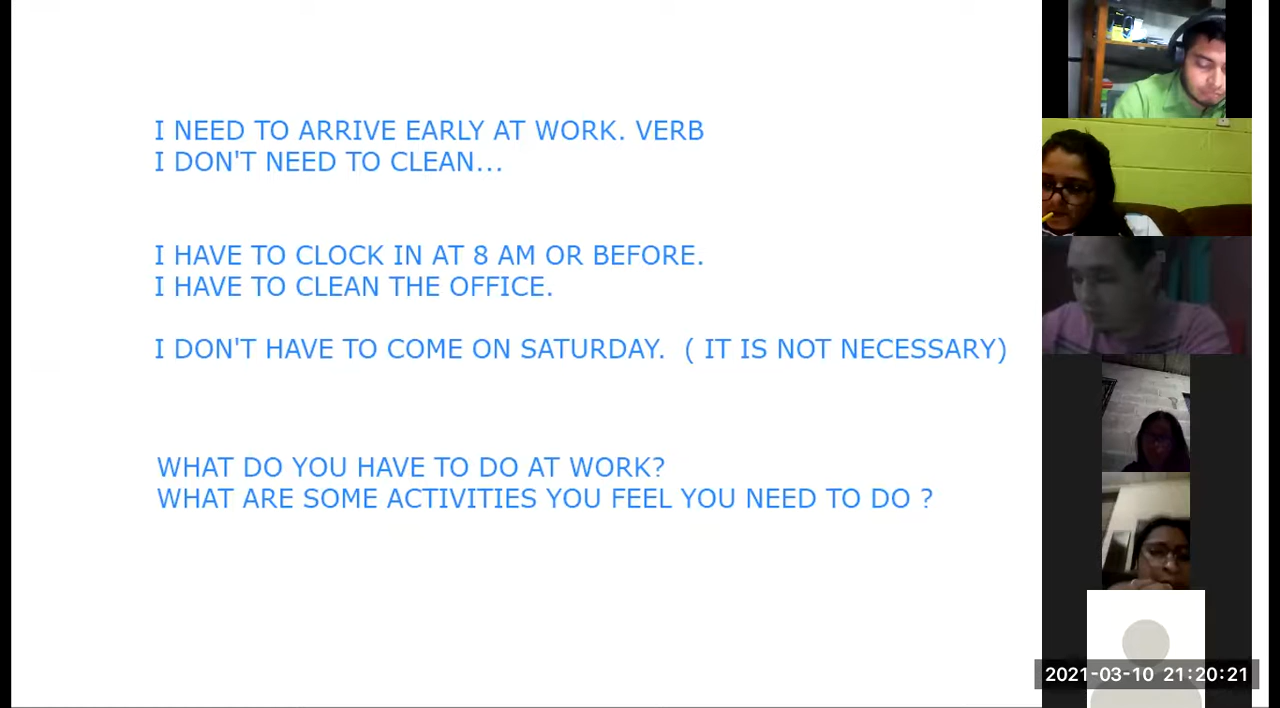 I NEED TO ARRIVE EARLY AT WORK. VERB
I DON'T NEED TO CLEAN...
I HAVE TO CLOCK IN AT 8 AM OR BEFORE.
I HAVE TO CLEAN THE OFFICE.
I DON'T HAVE TO COME ON SATURDAY. ( IT IS NOT NECESSARY)
WHAT DO YOU HAVE TO DO AT WORK?
WHAT ARE SOME ACTIVITIES YOU FEEL YOU NEED TO DO ?
2021-03-10 21:20:21